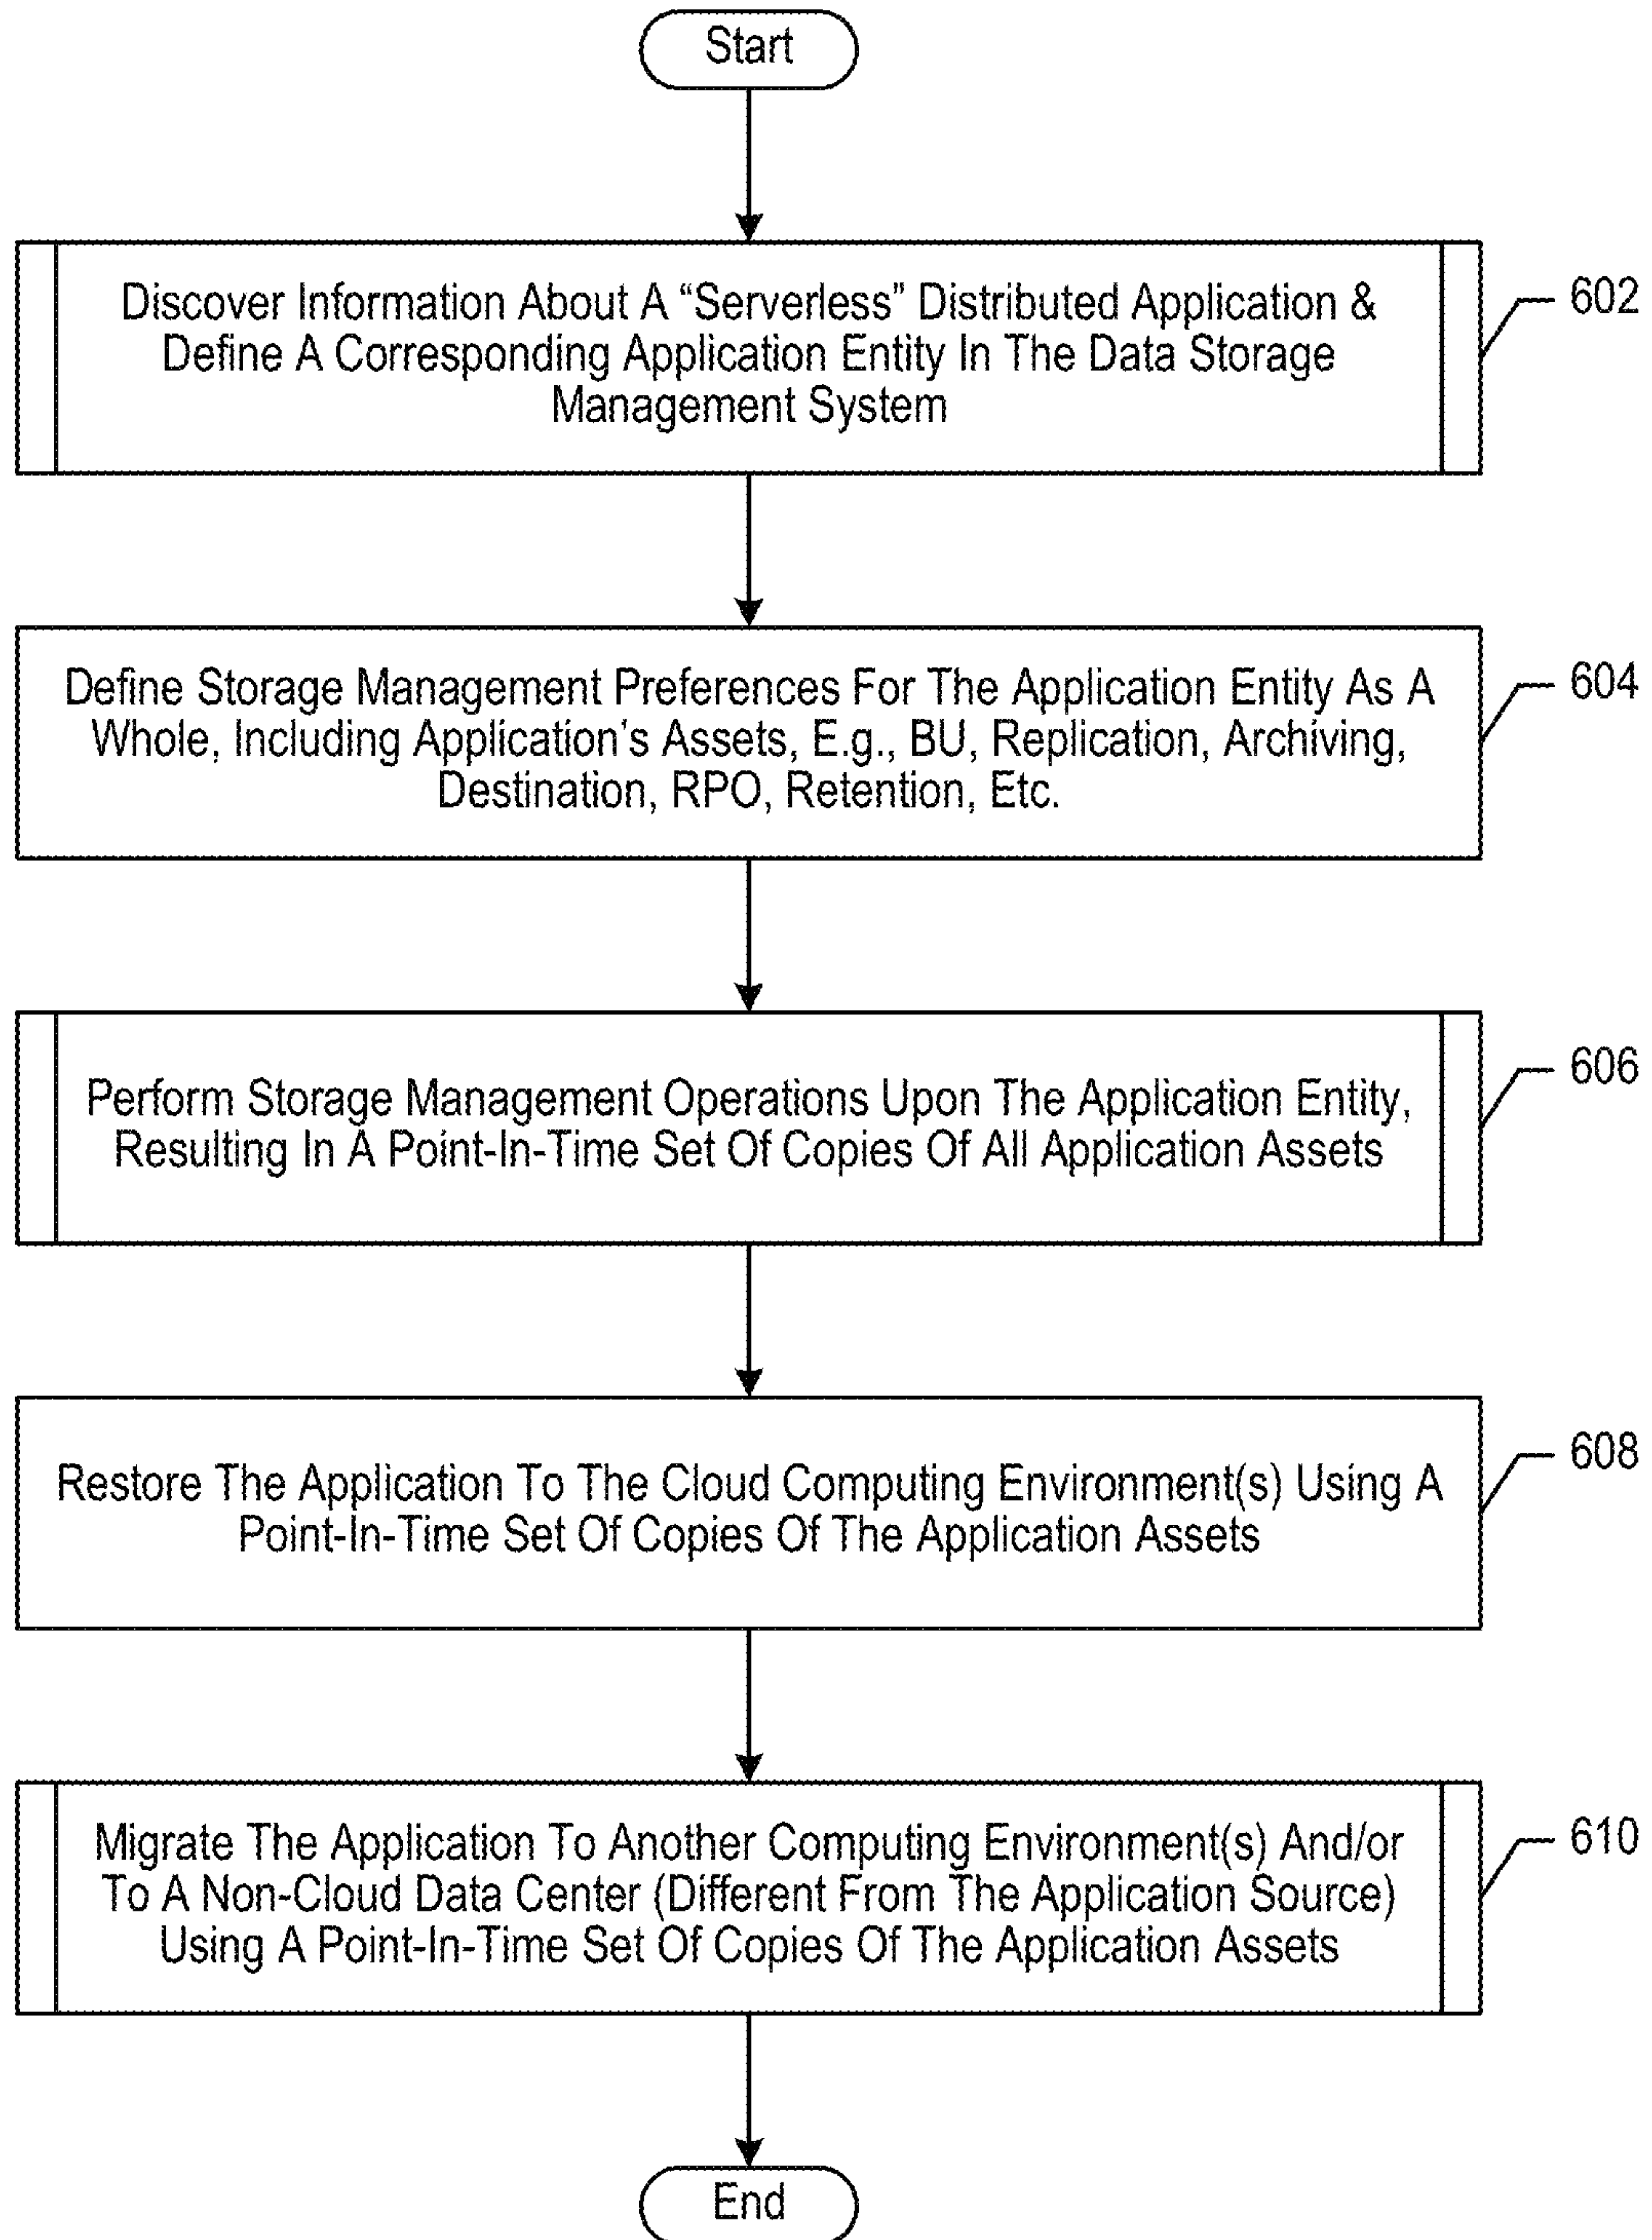 Start
Discover Information About A “Serverless” Distributed Application &
Define A Corresponding Application Entity In The Data Storage
Management System
602
Define Storage Management Preferences For The Application Entity As A
Whole, Including Application’s Assets, E.g., BU, Replication, Archiving,
Destination, RPO, Retention, Etc.
604
Perform Storage Management Operations Upon The Application Entity,
Resulting In A Point-In-Time Set Of Copies Of All Application Assets
606
Restore The Application To The Cloud Computing Environment(s) Using A
Point-In-Time Set Of Copies Of The Application Assets
608
Migrate The Application To Another Computing Environment(s) And/or
To A Non-Cloud Data Center (Different From The Application Source)
Using A Point-In-Time Set Of Copies Of The Application Assets
610
End